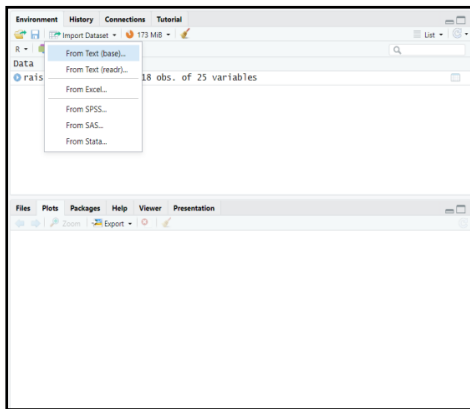 Environment History Connections Tutorial
Import Dataset 173 MiB List
R
From Text (base)...
Data
From Text (readr)...
rais 18 obs. of 25 variables
From Excel...
From SPSS...
From SAS...
From Stata...
Files Plots Packages Help Viewer Presentation
Zoom Export